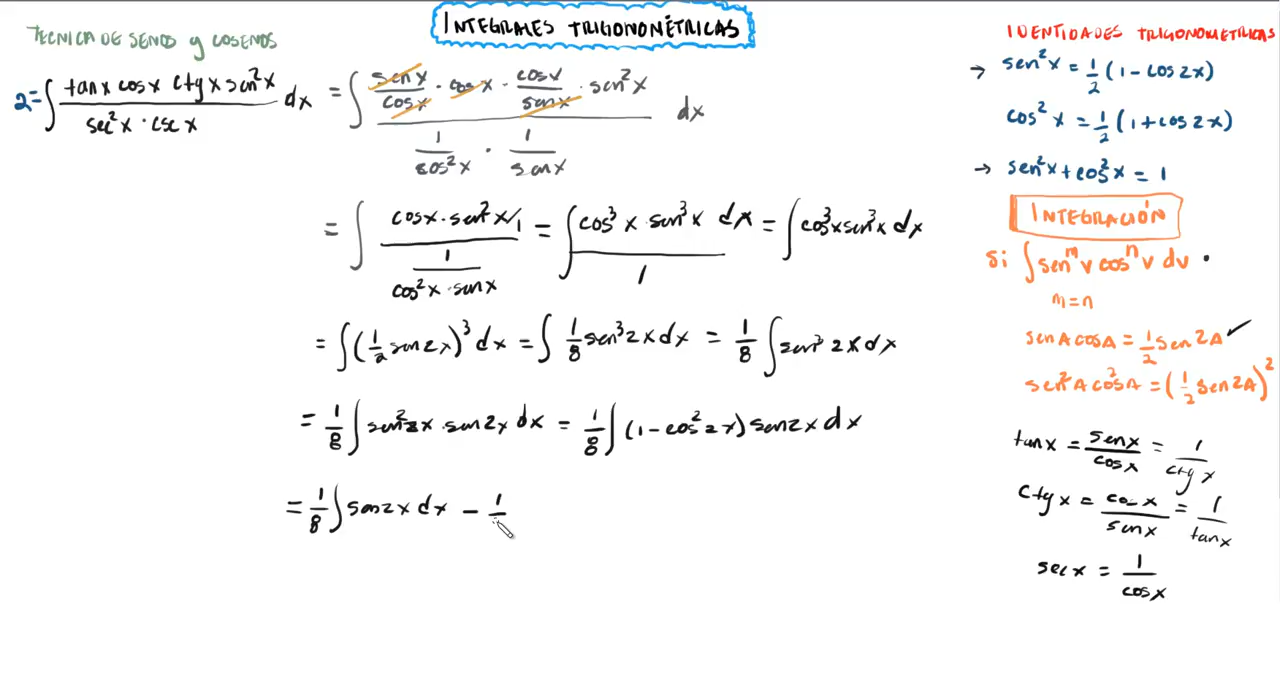 INTEGRALES TRIGONOMÉTRICAS
TECNICA DE SENOS y COSENOS
2= ∫ (tanx cosx ctgx sen²x)/(sec²x · cscx) dx = ∫ (senx/cosx · cosx · cosx/senx · sen²x)/(1/cos²x · 1/senx) dx
= ∫ (cosx · sen²x/1)/(1/(cos²x · senx)) = ∫ (cos³x · sen³x dx)/1 = ∫ cos³x sen³x dx
= ∫ (1/2 sen2x)³ dx = ∫ 1/8 sen³2x dx = 1/8 ∫ sen³2x dx
= 1/8 ∫ sen²2x · sen2x dx = 1/8 ∫ (1 - cos²2x) sen2x dx
= 1/8 ∫ sen2x dx - 1
IDENTIDADES TRIGONOMETRICAS
→ sen²x = 1/2 (1 - cos2x)
cos²x = 1/2 (1 + cos2x)
→ sen²x + cos²x = 1
INTEGRACIÓN
Si ∫ senᵐv cosⁿv dv ·
m=n
senA cosA = 1/2 sen2A ✓
sen²A cos²A = (1/2 sen2A)²
tanx = senx/cosx = 1/ctgx
ctgx = cosx/senx = 1/tanx
secx = 1/cosx